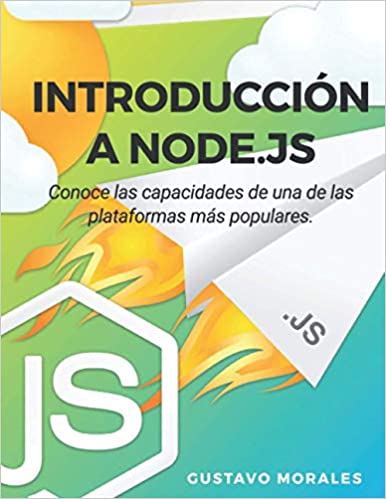 INTRODUCCIÓN
A NODE.JS
Conoce las capacidades de una de las
plataformas más populares.
.JS
JS
GUSTAVO MORALES